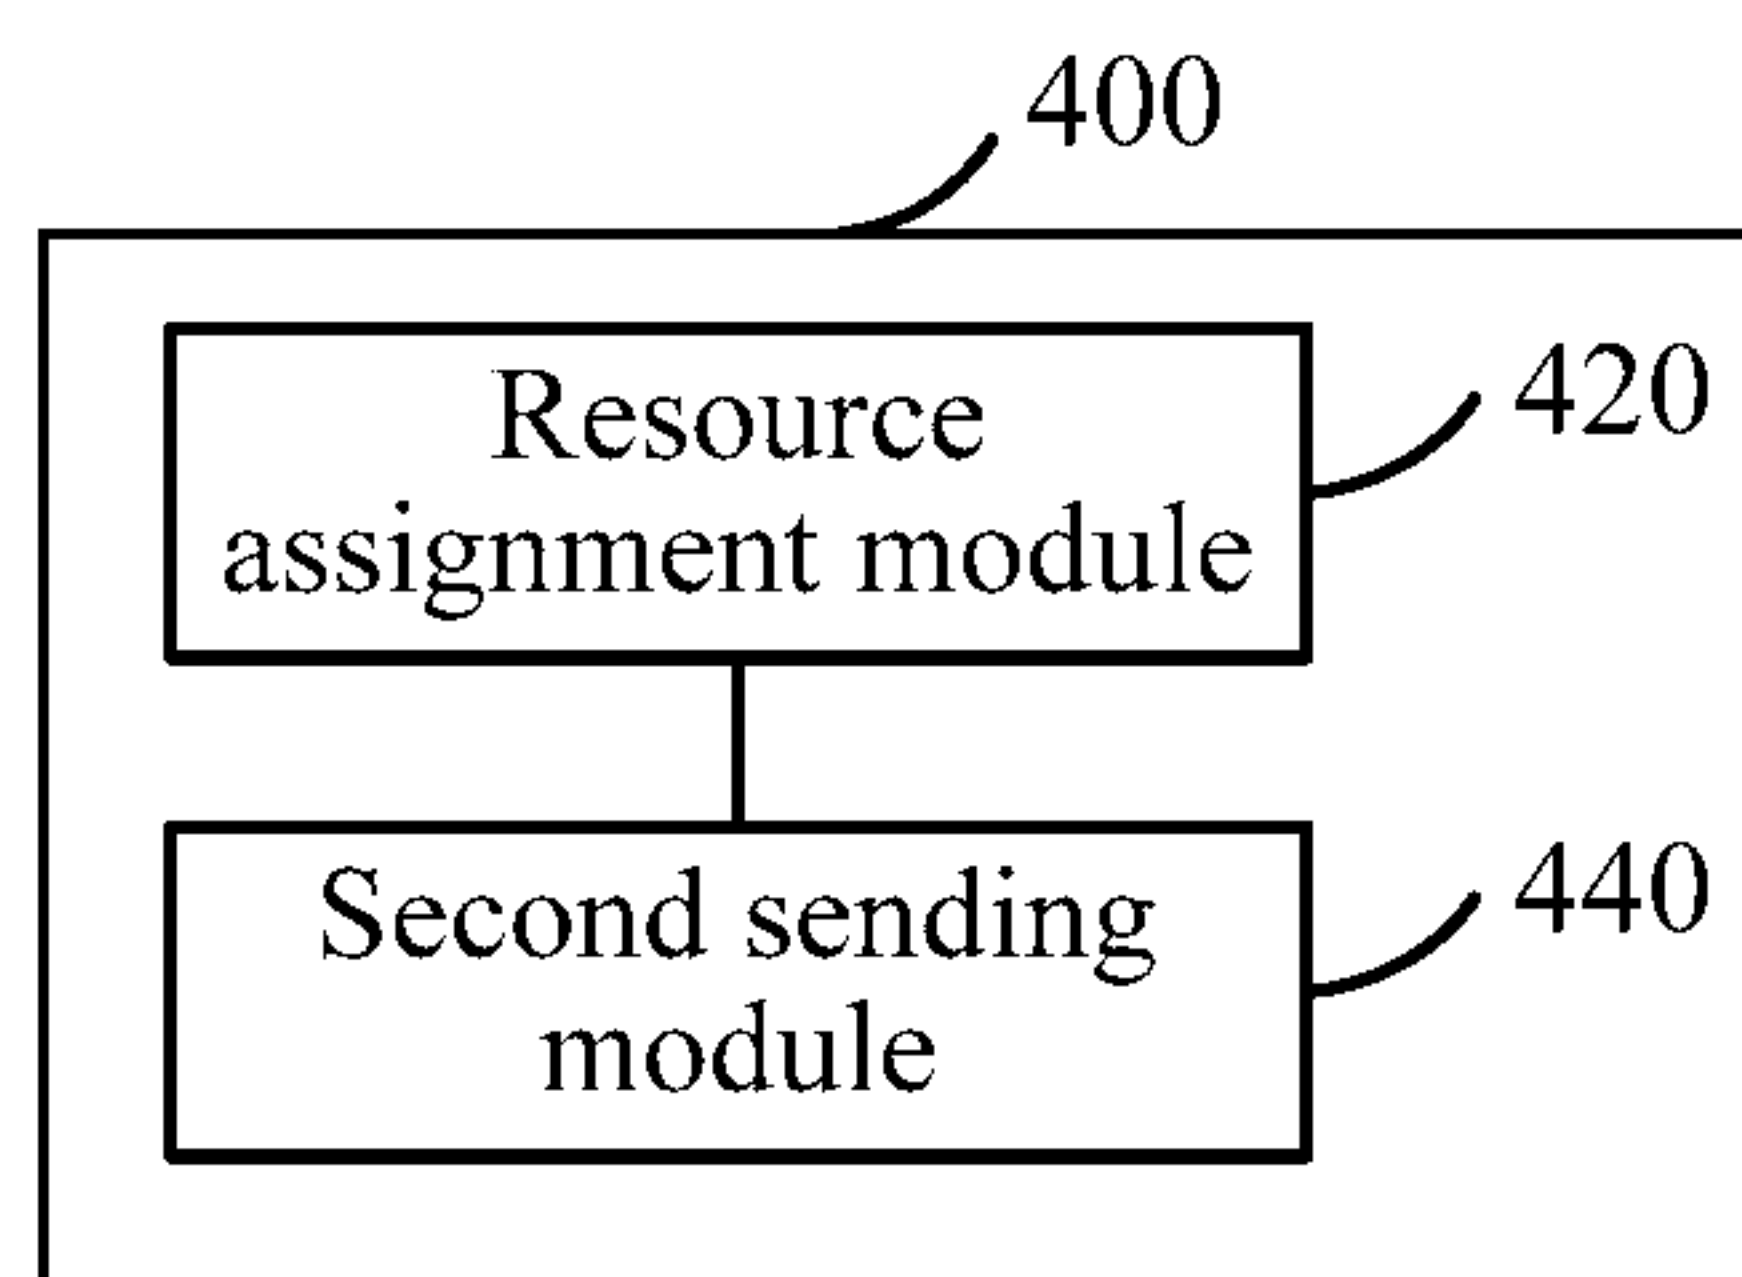 400
Resource
assignment module
420
Second sending
module
440